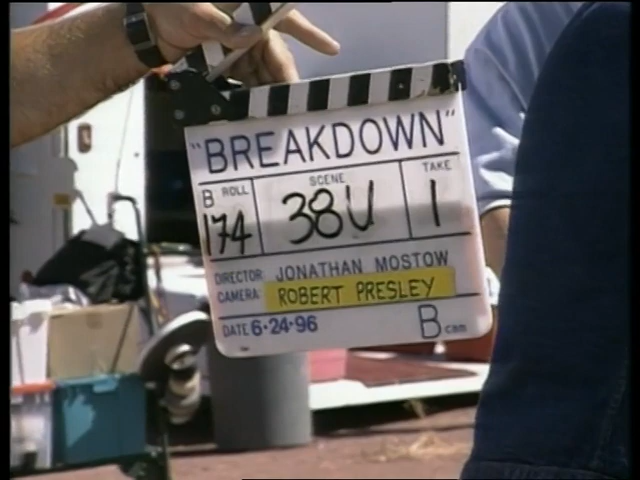 "BREAKDOWN"
B ROLL SCENE TAKE
174 38U 1
DIRECTOR JONATHAN MOSTOW
CAMERA: ROBERT PRESLEY
DATE 6-24-96 B cam